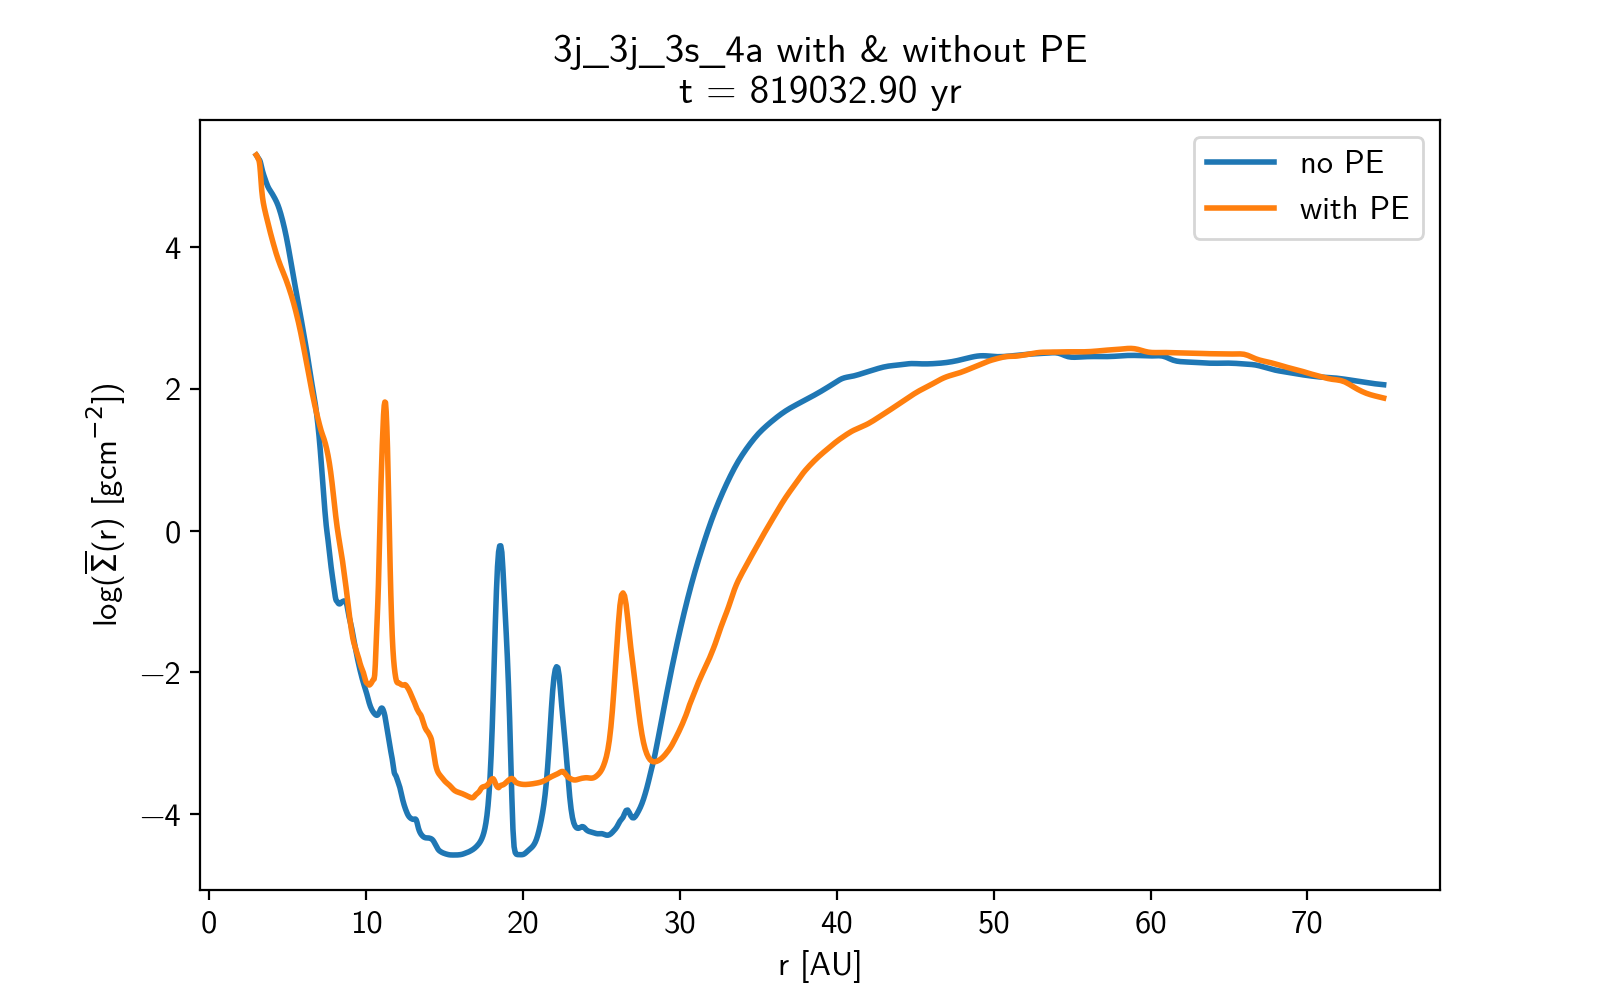 3j_3j_3s_4a with & without PE
t = 819032.90 yr
no PE
with PE
log(Σ̅(r) [gcm⁻²])
4
2
0
−2
−4
0 10 20 30 40 50 60 70
r [AU]